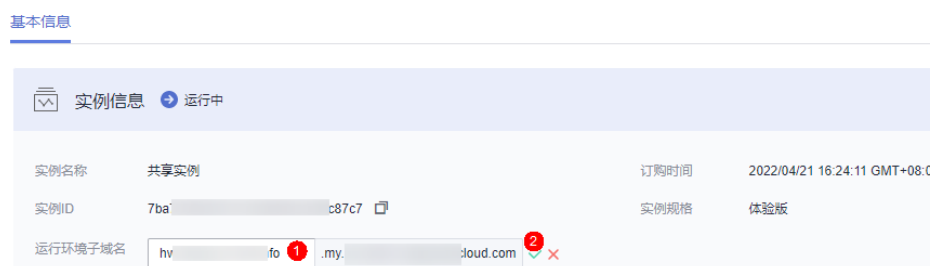 基本信息
实例信息 运行中
实例名称 共享实例 订购时间 2022/04/21 16:24:11 GMT+08:0
实例ID 7ba c87c7 实例规格 体验版
运行环境子域名 hw fo 1 .my. cloud.com 2